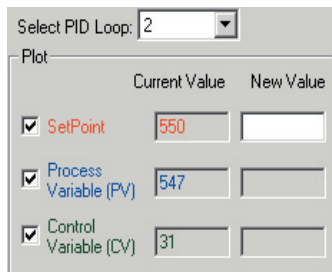 Select PID Loop: 2
Plot
Current Value New Value
SetPoint 550
Process
Variable (PV) 547
Control
Variable (CV) 31